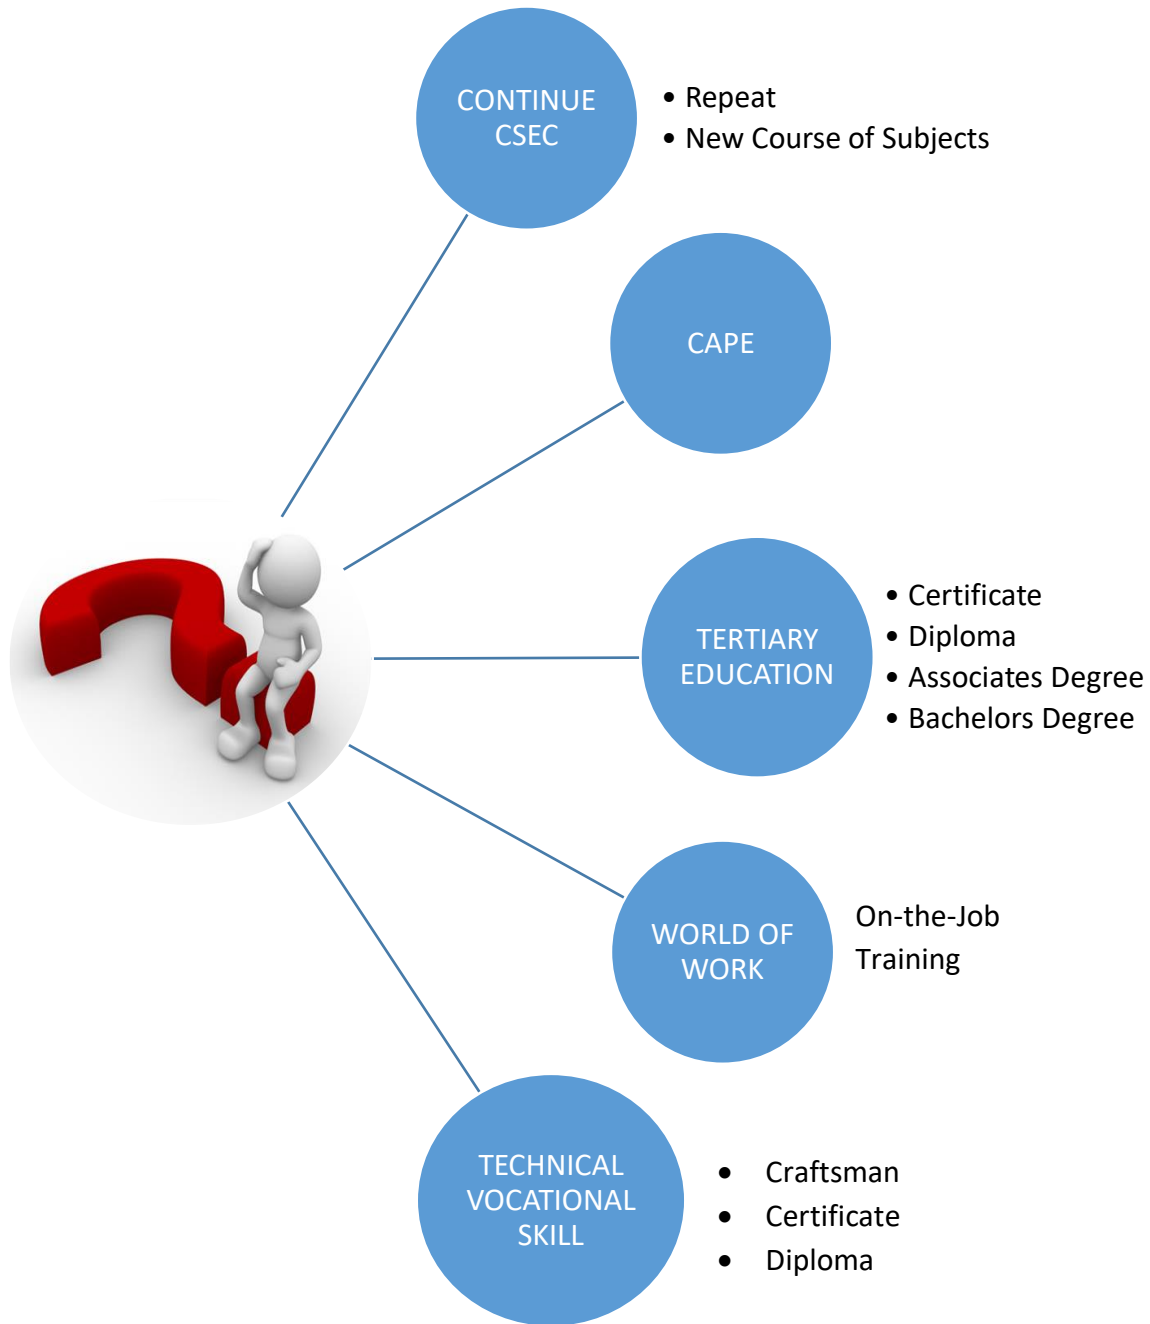 CONTINUE
CSEC
• Repeat
• New Course of Subjects
CAPE
TERTIARY
EDUCATION
• Certificate
• Diploma
• Associates Degree
• Bachelors Degree
WORLD OF
WORK
On-the-Job
Training
TECHNICAL
VOCATIONAL
SKILL
• Craftsman
• Certificate
• Diploma